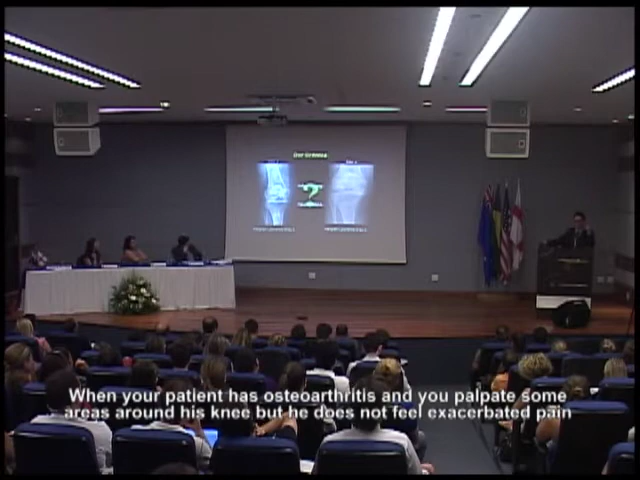 ?
When your patient has osteoarthritis and you palpate some
areas around his knee but he does not feel exacerbated pain